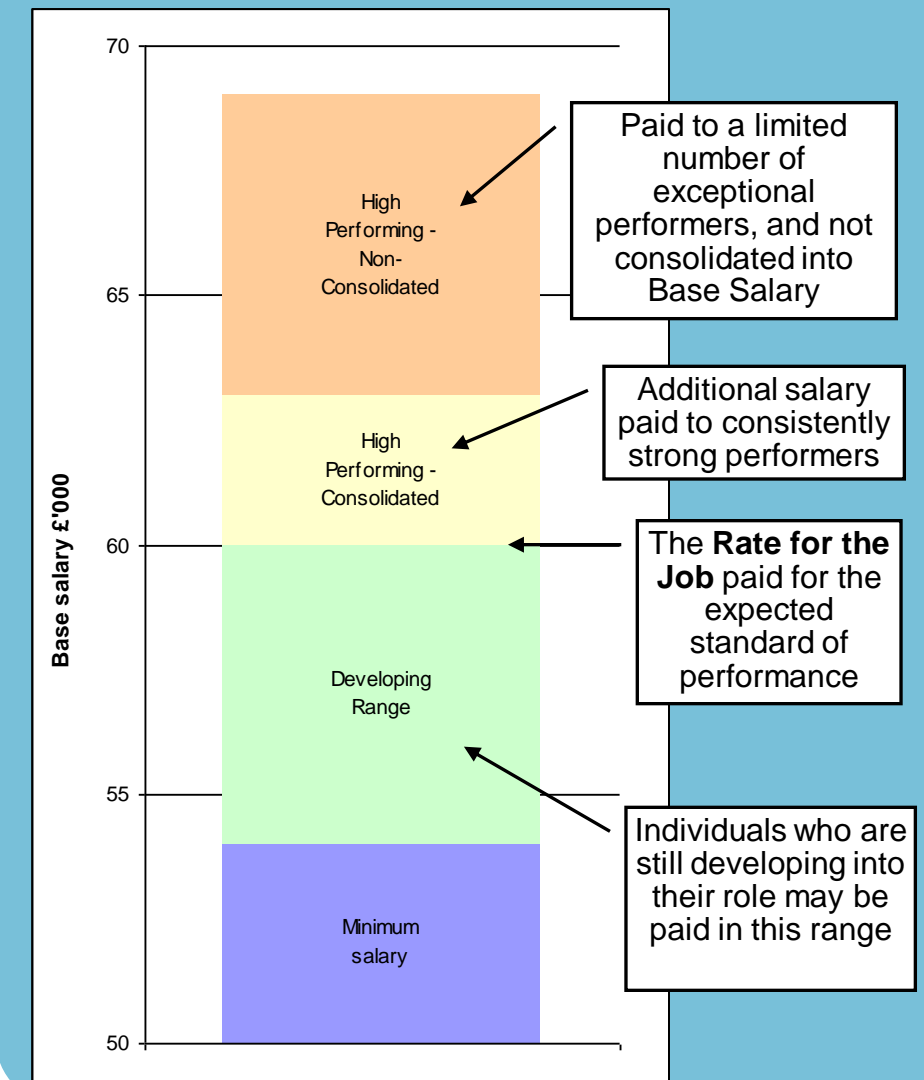 70
65
60
55
50
Base salary £'000
High
Performing -
Non-
Consolidated
High
Performing -
Consolidated
Developing
Range
Minimum
salary
Paid to a limited
number of
exceptional
performers, and not
consolidated into
Base Salary
Additional salary
paid to consistently
strong performers
The Rate for the
Job paid for the
expected
standard of
performance
Individuals who are
still developing into
their role may be
paid in this range